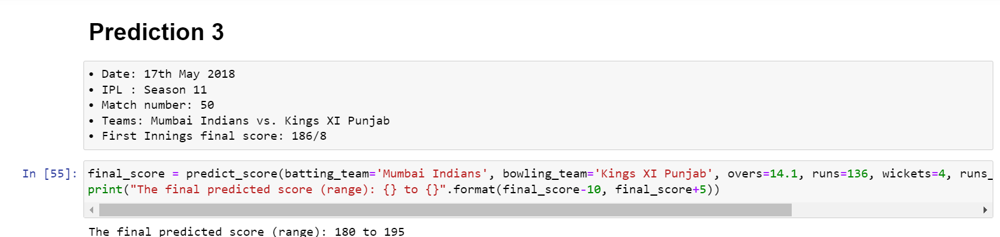 Prediction 3
• Date: 17th May 2018
• IPL : Season 11
• Match number: 50
• Teams: Mumbai Indians vs. Kings XI Punjab
• First Innings final score: 186/8
In [55]: final_score = predict_score(batting_team='Mumbai Indians', bowling_team='Kings XI Punjab', overs=14.1, runs=136, wickets=4, runs_
print("The final predicted score (range): {} to {}".format(final_score-10, final_score+5))
The final predicted score (range): 180 to 195